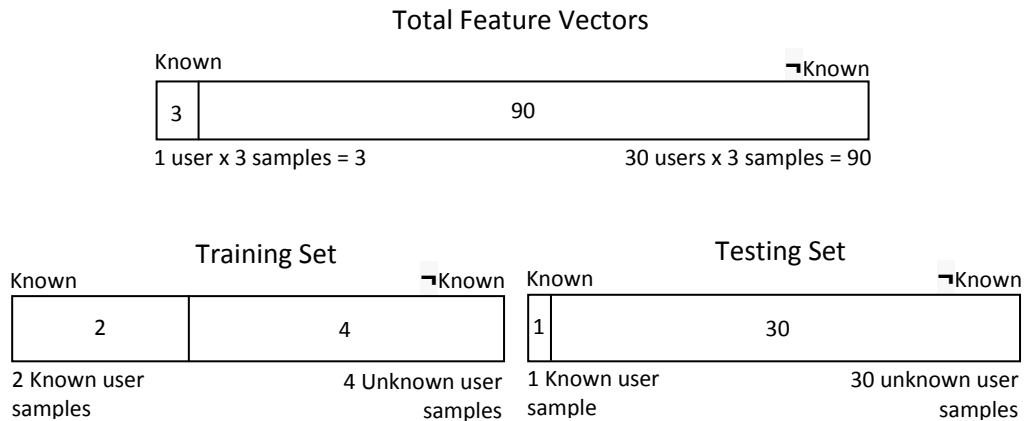 Total Feature Vectors
Known ¬Known
3 90
1 user x 3 samples = 3 30 users x 3 samples = 90
Training Set
Known ¬Known
2 4
2 Known user
samples
4 Unknown user
samples
Testing Set
Known ¬Known
1 30
1 Known user
sample
30 unknown user
samples